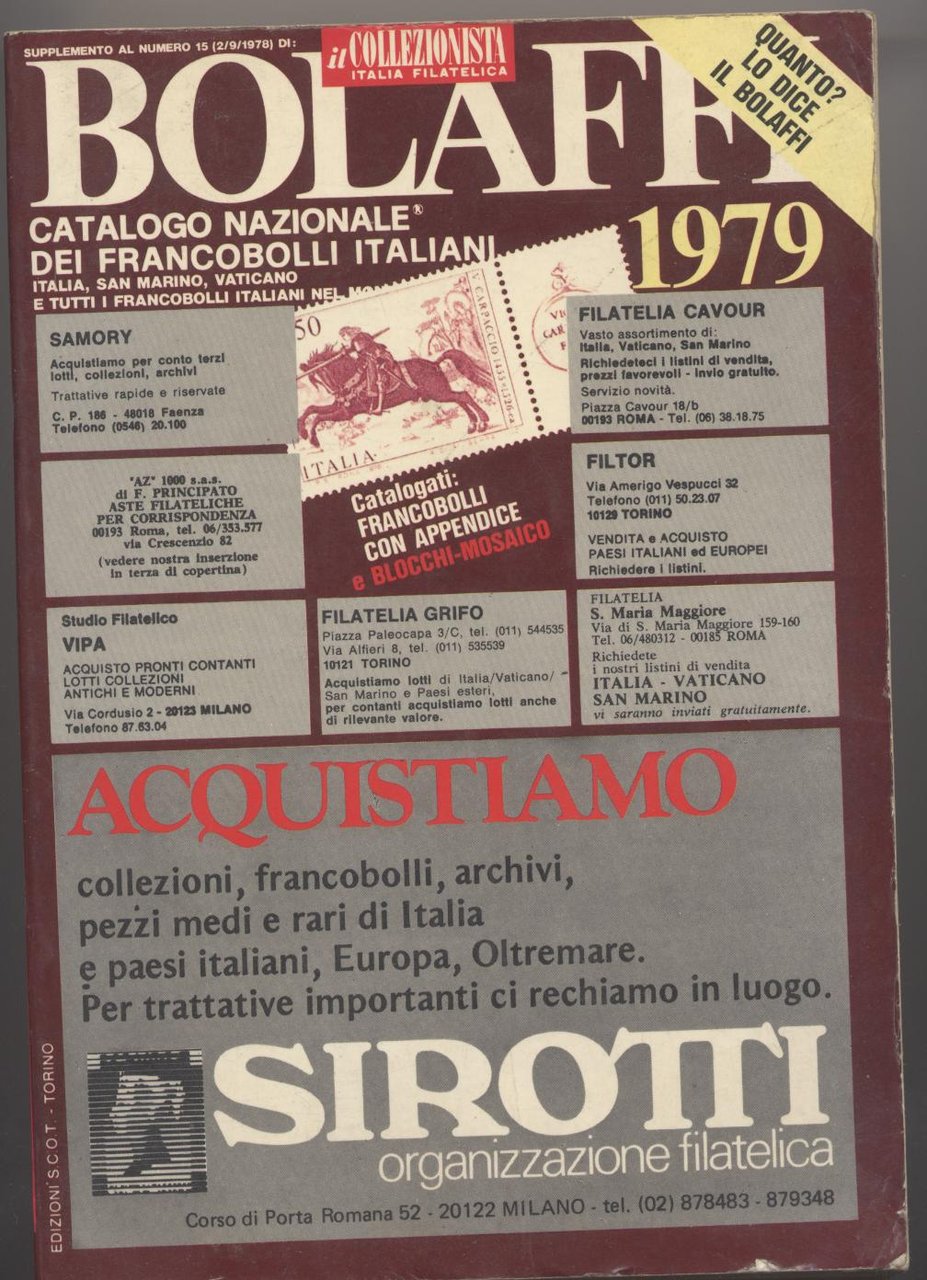 SUPPLEMENTO AL NUMERO 15 (2/9/1978) DI:
il COLLEZIONISTA
ITALIA FILATELICA
BOLAFFI
QUANTO?
LO DICE
IL BOLAFFI
CATALOGO NAZIONALE®
DEI FRANCOBOLLI ITALIANI
ITALIA, SAN MARINO, VATICANO
E TUTTI I FRANCOBOLLI ITALIANI NEL
1979
50
V. CARPACCIO 1455-1526 ca
ITALIA
SAMORY
Acquistiamo per conto terzi
lotti, collezioni, archivi
Trattative rapide e riservate
C. P. 186 - 48018 Faenza
Telefono (0546) 20.100
FILATELIA CAVOUR
Vasto assortimento di:
Italia, Vaticano, San Marino
Richiedeteci i listini di vendita,
prezzi favorevoli - Invio gratuito.
Servizio novità.
Piazza Cavour 18/b
00193 ROMA - Tel. (06) 38.18.75
"AZ" 1000 s.a.s.
di F. PRINCIPATO
ASTE FILATELICHE
PER CORRISPONDENZA
00193 Roma, tel. 06/353.577
via Crescenzio 82
(vedere nostra inserzione
in terza di copertina)
Catalogati:
FRANCOBOLLI
CON APPENDICE
e BLOCCHI-MOSAICO
FILTOR
Via Amerigo Vespucci 32
Telefono (011) 50.23.07
10129 TORINO
VENDITA e ACQUISTO
PAESI ITALIANI ed EUROPEI
Richiedere i listini.
Studio Filatelico
VIPA
ACQUISTO PRONTI CONTANTI
LOTTI COLLEZIONI
ANTICHI E MODERNI
Via Cordusio 2 - 20123 MILANO
Telefono 87.63.04
FILATELIA GRIFO
Piazza Paleocapa 3/C, tel. (011) 544535
Via Alfieri 8, tel. (011) 535539
10121 TORINO
Acquistiamo lotti di Italia/Vaticano/
San Marino e Paesi esteri,
per contanti acquistiamo lotti anche
di rilevante valore.
FILATELIA
S. Maria Maggiore
Via di S. Maria Maggiore 159-160
Tel. 06/480312 - 00185 ROMA
Richiedete
i nostri listini di vendita
ITALIA - VATICANO
SAN MARINO
vi saranno inviati gratuitamente.
ACQUISTIAMO
collezioni, francobolli, archivi,
pezzi medi e rari di Italia
e paesi italiani, Europa, Oltremare.
Per trattative importanti ci rechiamo in luogo.
SIROTTI
organizzazione filatelica
Corso di Porta Romana 52 - 20122 MILANO - tel. (02) 878483 - 879348
EDIZIONI S.C.O.T. - TORINO